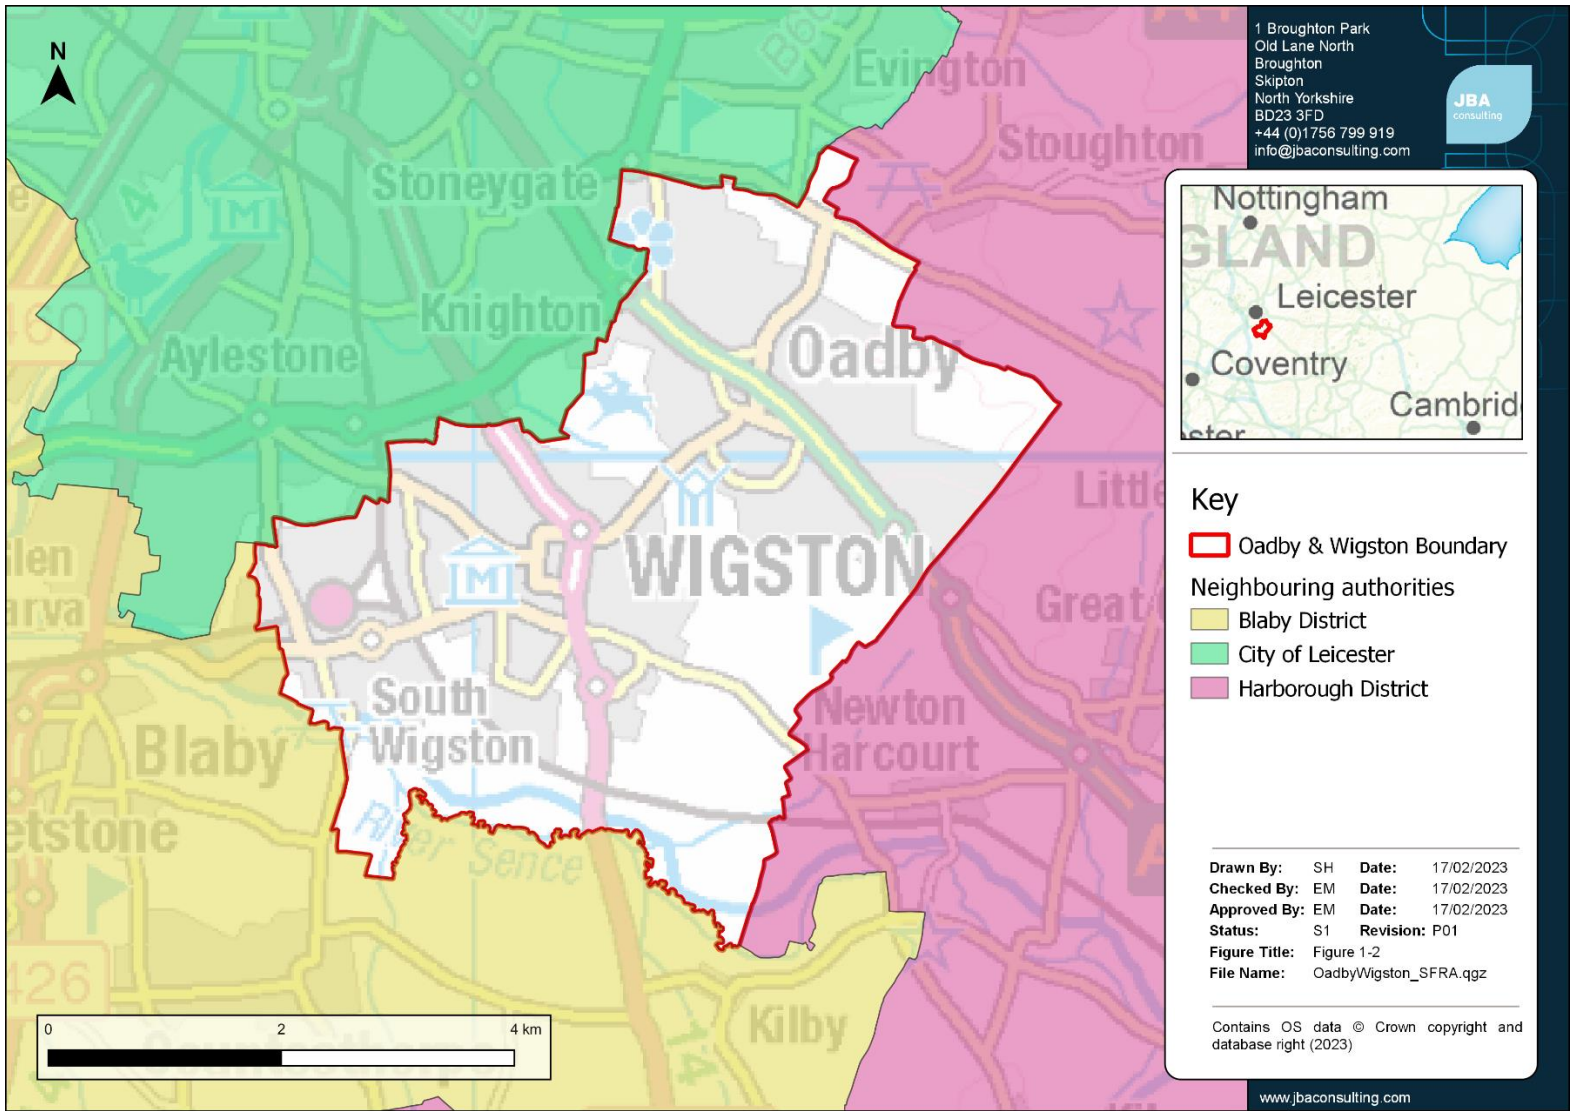 N
Evington
Stoughton
Stoneygate
Knighton
Aylestone
Oadby
WIGSTON
South
Wigston
Blaby
River Sence
Newton
Harcourt
Great
Kilby
14
0 2 4 km
1 Broughton Park
Old Lane North
Broughton
Skipton
North Yorkshire
BD23 3FD
+44 (0)1756 799 919
info@jbaconsulting.com
JBA
consulting
Nottingham
GLAND
Leicester
Coventry
Cambrid
ster
Key
Oadby & Wigston Boundary
Neighbouring authorities
Blaby District
City of Leicester
Harborough District
Drawn By: SH Date: 17/02/2023
Checked By: EM Date: 17/02/2023
Approved By: EM Date: 17/02/2023
Status: S1 Revision: P01
Figure Title: Figure 1-2
File Name: OadbyWigston_SFRA.qgz
Contains OS data © Crown copyright and
database right (2023)
www.jbaconsulting.com